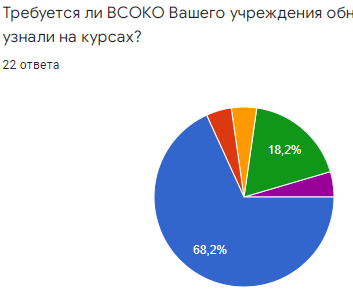 Требуется ли ВСОКО Вашего учреждения обн
узнали на курсах?
22 ответа
18,2%
68,2%